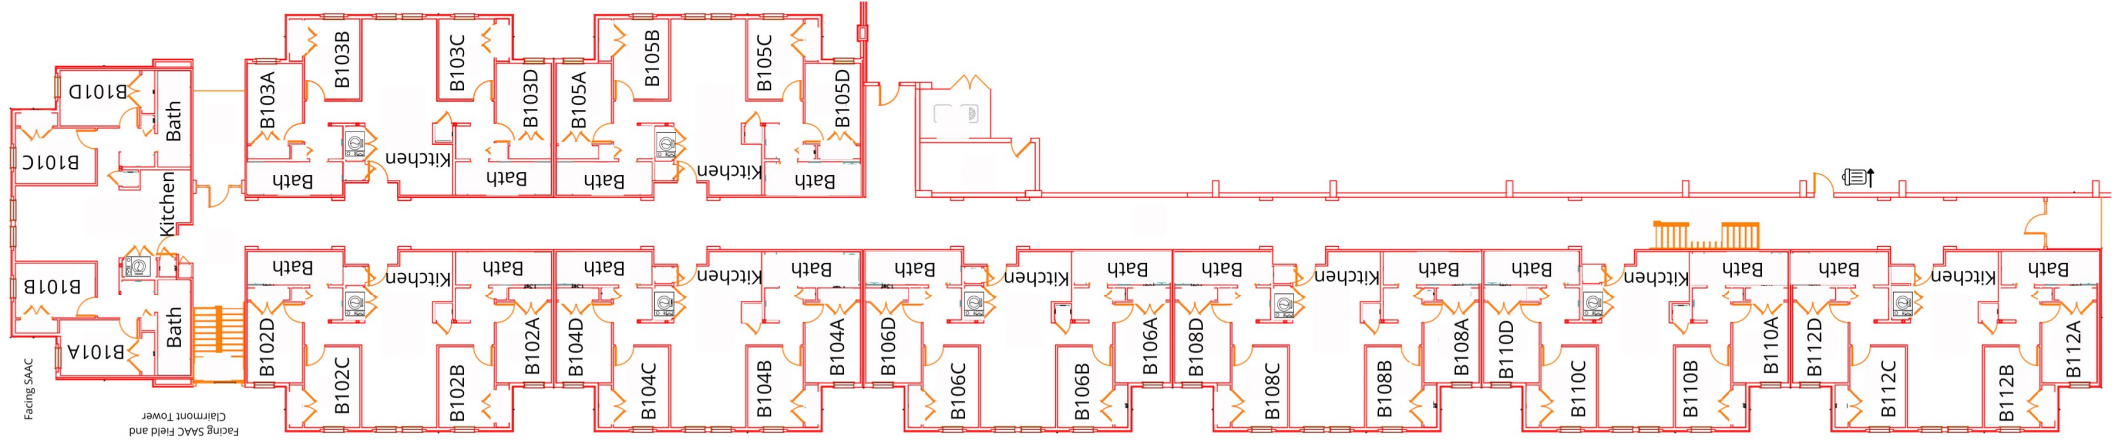 B103B
B103C
B105B
B105C
B101D
B103A
B103D
B105A
B105D
Bath
B101C
Kitchen
Kitchen
Bath
Bath
Bath
Bath
Kitchen
B101B
Bath
Kitchen
Bath
Bath
Kitchen
Bath
Bath
Kitchen
Bath
Bath
Kitchen
Bath
Bath
Kitchen
Bath
Bath
Kitchen
Bath
Bath
B101A
B102D
B102A
B104D
B104A
B106D
B106A
B108D
B108A
B110D
B110A
B112D
B112A
B102C
B102B
B104C
B104B
B106C
B106B
B108C
B108B
B110C
B110B
B112C
B112B
Facing SAAC
Facing SAAC Field and
Clairmont Tower